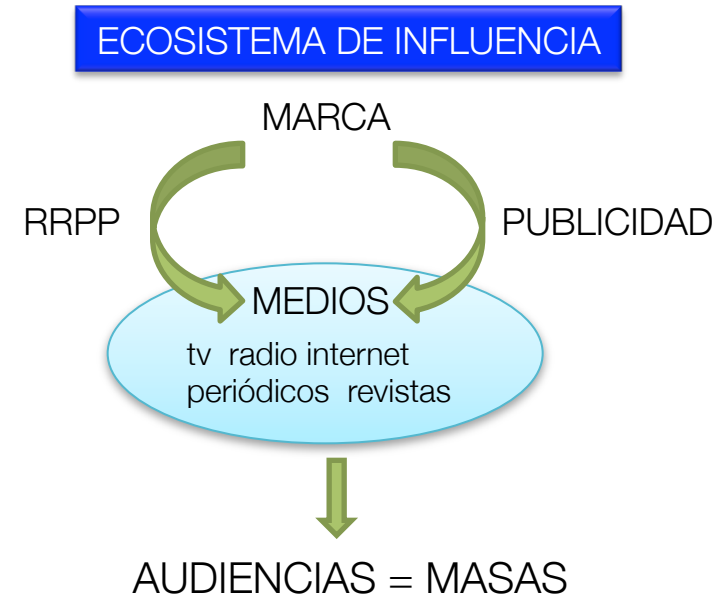 ECOSISTEMA DE INFLUENCIA
MARCA
RRPP
PUBLICIDAD
MEDIOS
tv radio internet
periódicos revistas
AUDIENCIAS = MASAS